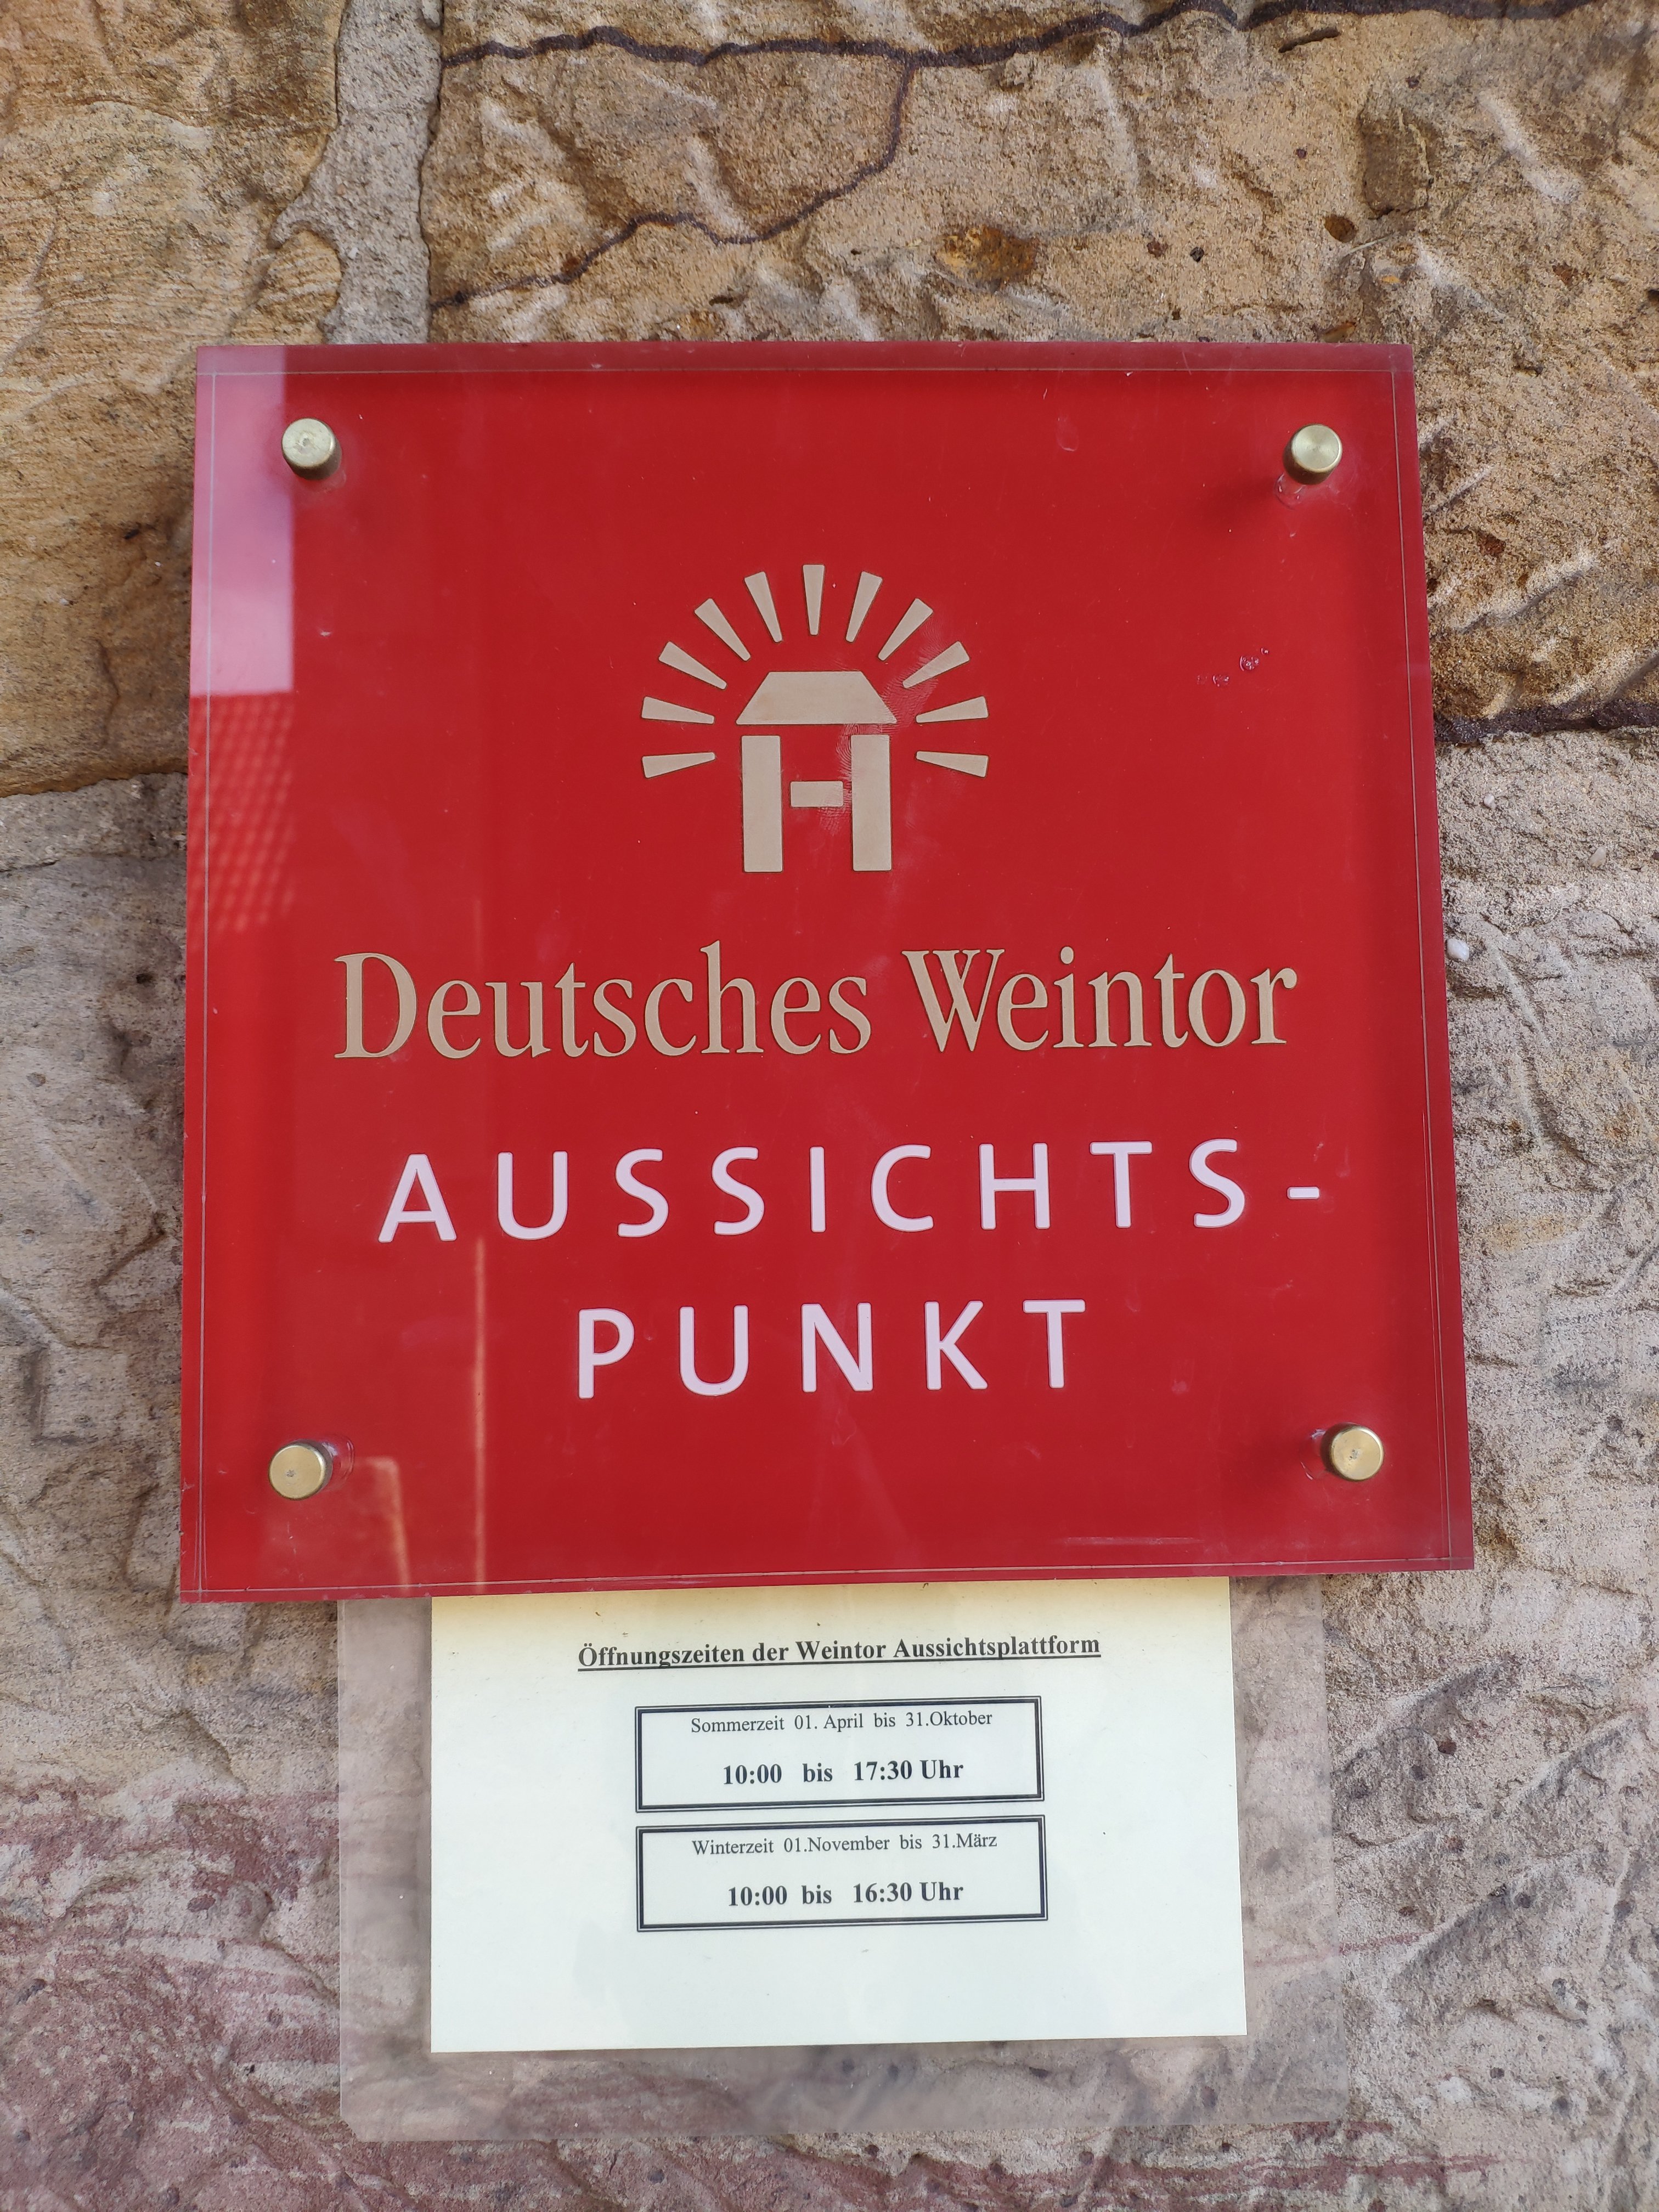 Deutsches Weintor
AUSSICHTS-
PUNKT
Öffnungszeiten der Weintor Aussichtsplattform
Sommerzeit 01. April bis 31.Oktober
10:00 bis 17:30 Uhr
Winterzeit 01.November bis 31.März
10:00 bis 16:30 Uhr